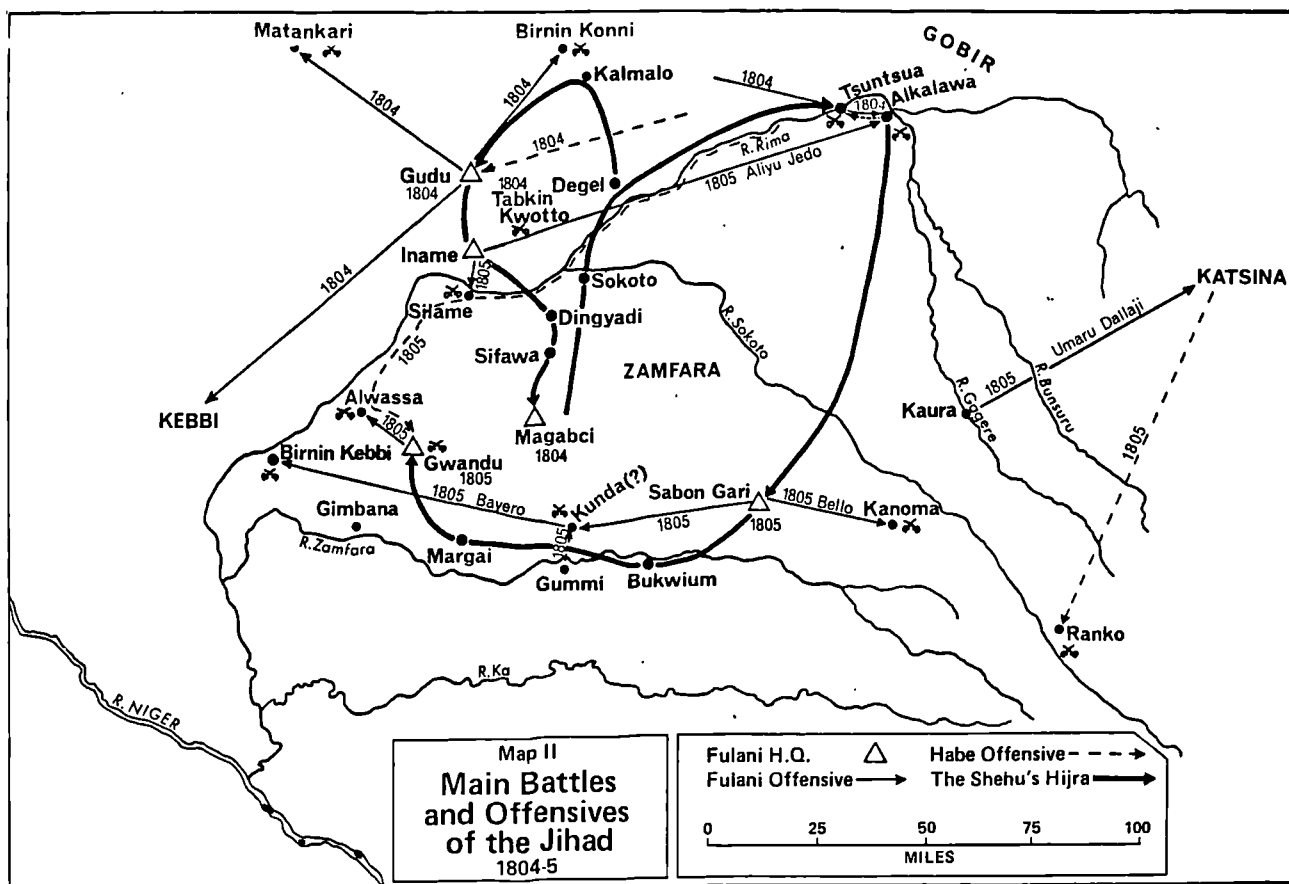 Matankari
Birnin Konni
GOBIR
Kalmalo
1804
Tsuntsua
1804
Alkalawa
1804
1804
1804
R.Rima
Gudu
1804
1804
Tabkin
Kwotto
Degel
1805 Aliyu Jedo
Iname
1805
1804
Silame
Sokoto
KATSINA
Dingyadi
R.Sokoto
Umaru Dallaji
1805
Sifawa
ZAMFARA
1805
R.Bunsuru
R.Gagere
Kaura
KEBBI
Alwassa
1805
Magabci
1804
1805
Birnin Kebbi
Gwandu
1805
1805 Bayero
Kunda(?)
Sabon Gari
1805
1805
1805 Bello
Kanoma
Gimbana
R.Zamfara
Margai
1805
Gummi
Bukwium
Ranko
R.Ka
R.NIGER
Map II
Main Battles
and Offensives
of the Jihad
1804-5
Fulani H.Q.
Habe Offensive
Fulani Offensive
The Shehu's Hijra
0 25 50 75 100
MILES